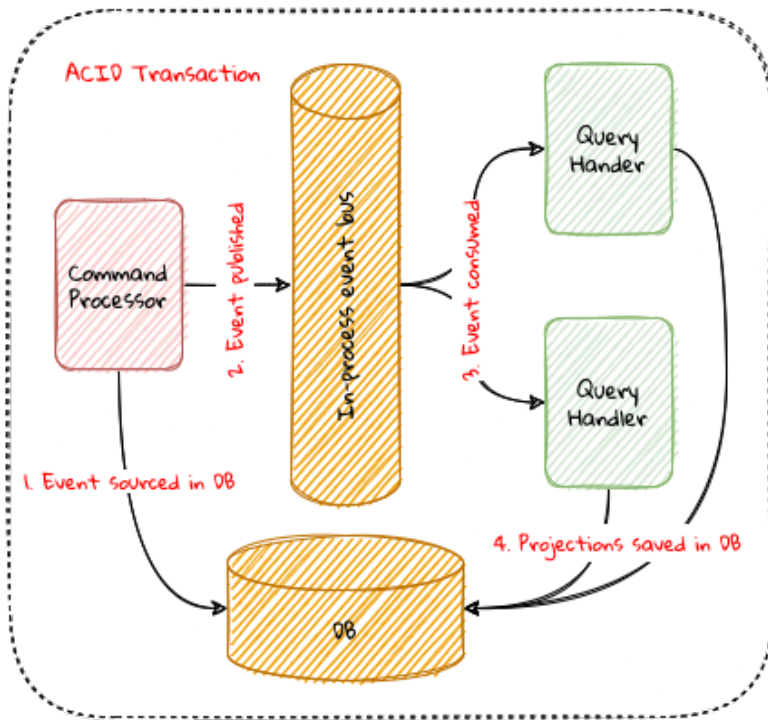 ACID Transaction
Command
Processor
2. Event published
In-process event bus
3. Event consumed
Query
Hander
Query
Handler
1. Event sourced in DB
4. Projections saved in DB
DB